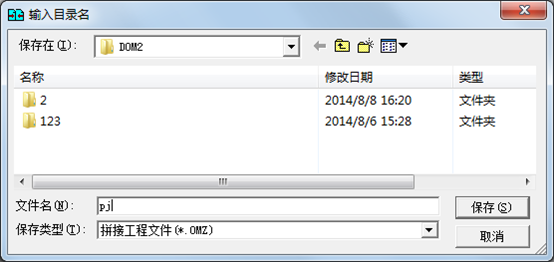 输入目录名
保存在(I): DOM2
名称 修改日期 类型
2 2014/8/8 16:20 文件夹
123 2014/8/6 15:28 文件夹
文件名(N): pj 保存(S)
保存类型(T): 拼接工程文件(*.OMZ) 取消